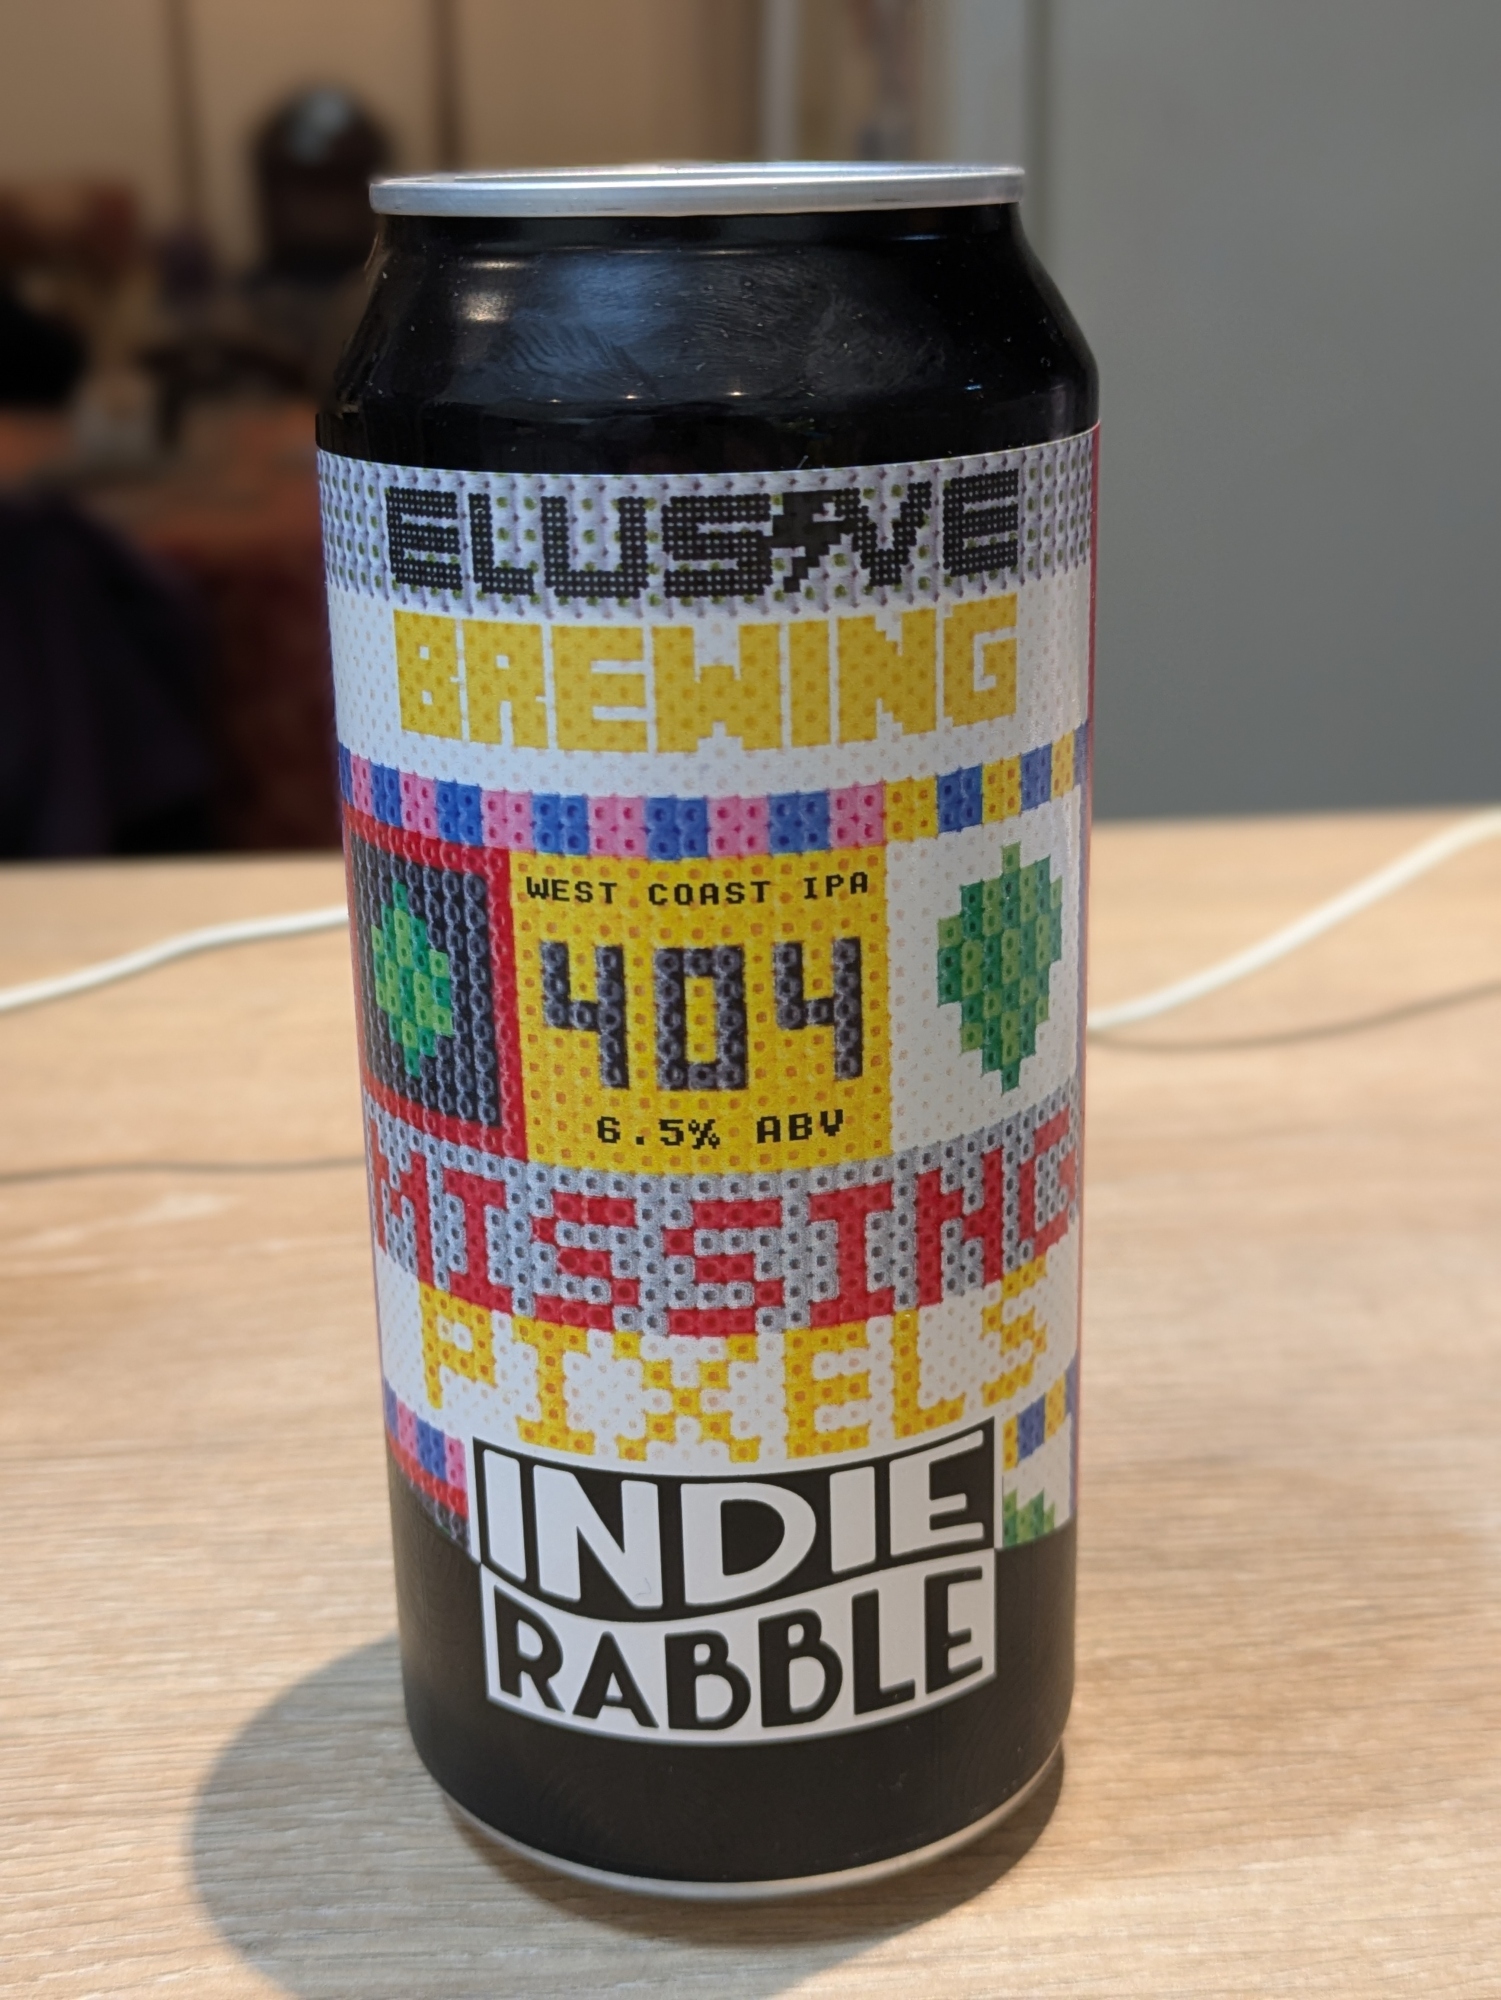 ELUSIVE
BREWING
WEST COAST IPA
404
6.5% ABV
MISSING
PIXELS
INDIE
RABBLE